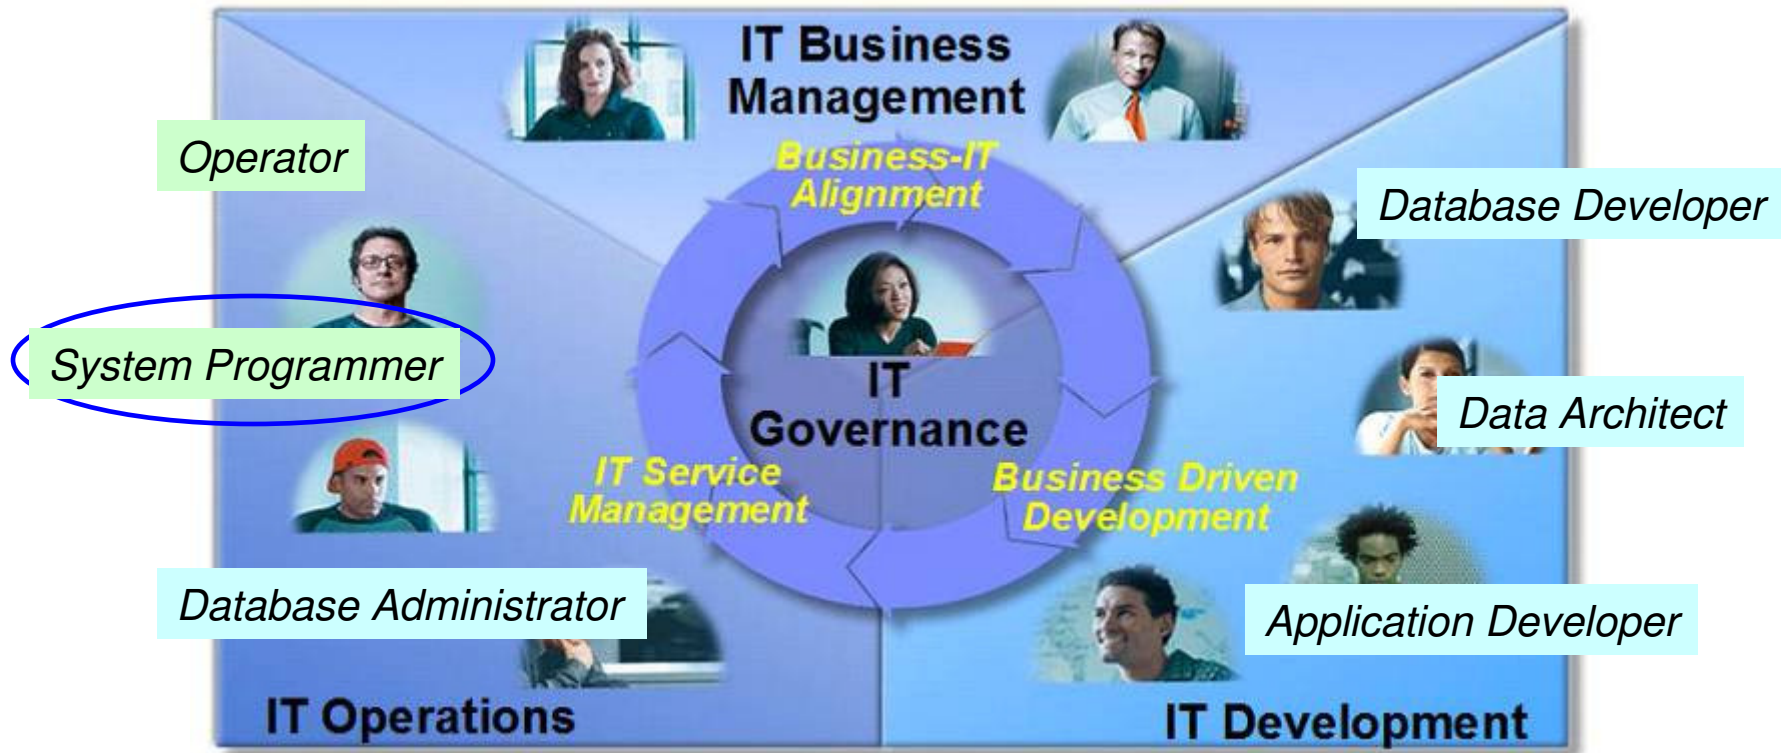 IT Business
Management
Business-IT
Alignment
Operator
Database Developer
System Programmer
IT
Governance
Data Architect
IT Service
Management
Business Driven
Development
Database Administrator
Application Developer
IT Operations
IT Development